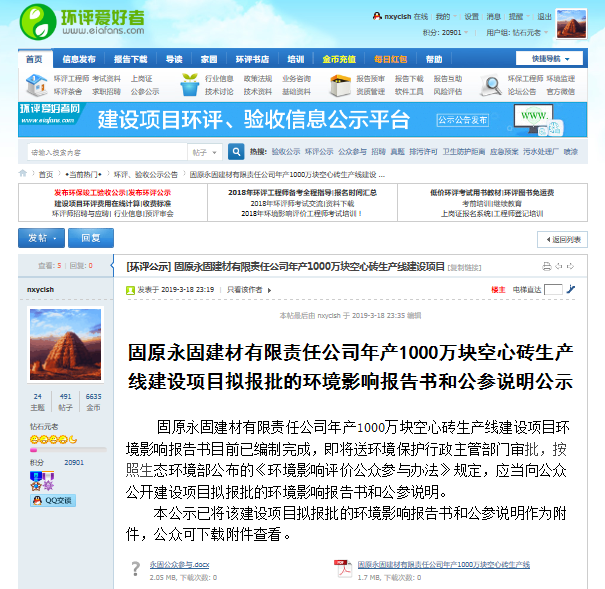 环评爱好者
www.eiafans.com
nxycish 在线 我的 设置 消息 提醒 退出
积分: 20901 用户组: 钻石元老
首页 信息发布 报告下载 导读 家园 环评书店 培训 金币充值 每日红包 帮助 快捷导航
环评工程师 考试资料 上岗证 行业信息 政策法规 业务咨询 报告预审 报告下载 报告互助 环保工程师 环境监理
环评茶舍 求职招聘 公参公示 技术讨论 技术资料 基础资料 资质管理 软件工具 风险评估 论坛公告 官方微信
环评爱好者网
www.eiafans.com
建设项目环评、验收信息公示平台
公示公告发布
WWW.
请输入搜索内容 帖子 热搜: 验收公示 环评公示 公众参与 招聘 真题 排污许可 卫生防护距离 应急预案 污水处理厂 喷漆
首页 ›●当前热门● › 环评、验收公示公告 › 固原永固建材有限责任公司年产1000万块空心砖生产线建设 ...
发布环保竣工验收公示|发布环评公示 2018年环评工程师备考全程指导|报名时间汇总 低价环评师考试用书教材|环评图书免运费
建设项目环评费用在线计算|收费标准 2018年环评师考试交流|资料下载 考前培训|继续教育
环评师招聘与应聘| 行业信息|预评审会 2018年环境影响评价工程师考试培训！ 上岗证报名系统|工程师登记培训
发帖 回复 返回列表
查看: 5 | 回复: 0 [环评公示] 固原永固建材有限责任公司年产1000万块空心砖生产线建设项目 [复制链接]
nxycish 发表于 2019-3-18 23:19 | 只看该作者 楼主 电梯直达
本帖最后由 nxycish 于 2019-3-18 23:35 编辑
固原永固建材有限责任公司年产1000万块空心砖生产
线建设项目拟报批的环境影响报告书和公参说明公示
24 491 6635
主题 帖子 金币
钻石元老
积分 20901
QQ交谈
固原永固建材有限责任公司年产1000万块空心砖生产线建设项目环
境影响报告书目前已编制完成，即将送环境保护行政主管部门审批，按
照生态环境部公布的《环境影响评价公众参与办法》规定，应当向公众
公开建设项目拟报批的环境影响报告书和公参说明。
本公示已将该建设项目拟报批的环境影响报告书和公参说明作为附
件，公众可下载附件查看。
永固公众参与.docx 固原永固建材有限责任公司年产1000万块空心砖生产线
2.05 MB, 下载次数: 0 1.7 MB, 下载次数: 0